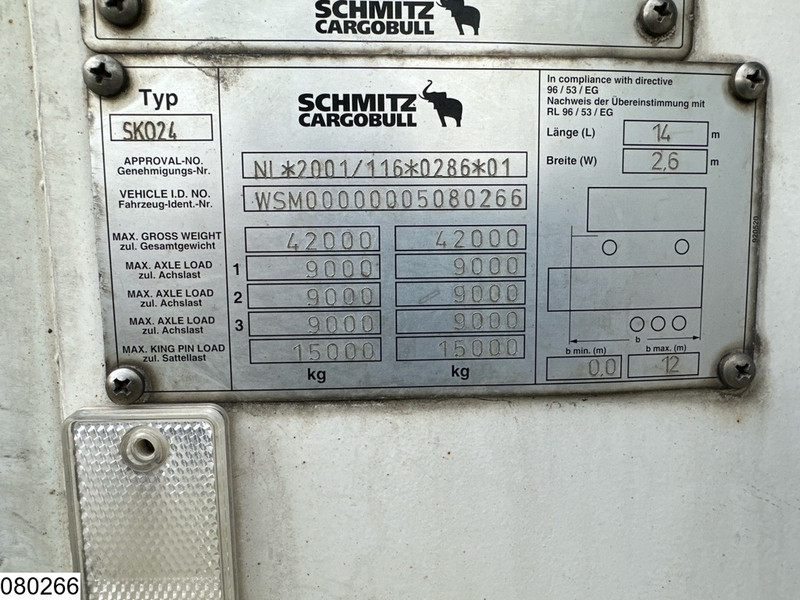 SCHMITZ
CARGOBULL
Typ
SK024
SCHMITZ
CARGOBULL
In compliance with directive
96 / 53 / EG
Nachweis der Übereinstimmung mit
RL 96 / 53 / EG
Länge (L) 14 m
Breite (W) 2,6 m
APPROVAL-NO.
Genehmigungs-Nr.
NL*2001/116*0286*01
VEHICLE I.D. NO.
Fahrzeug-Ident.-Nr.
WSM00000005080266
MAX. GROSS WEIGHT
zul. Gesamtgewicht
42000 42000
MAX. AXLE LOAD
zul. Achslast
1 9000 9000
MAX. AXLE LOAD
zul. Achslast
2 9000 9000
MAX. AXLE LOAD
zul. Achslast
3 9000 9000
MAX. KING PIN LOAD
zul. Sattellast
15000 15000
kg kg
b
b min. (m) b max. (m)
0,0 12
080266